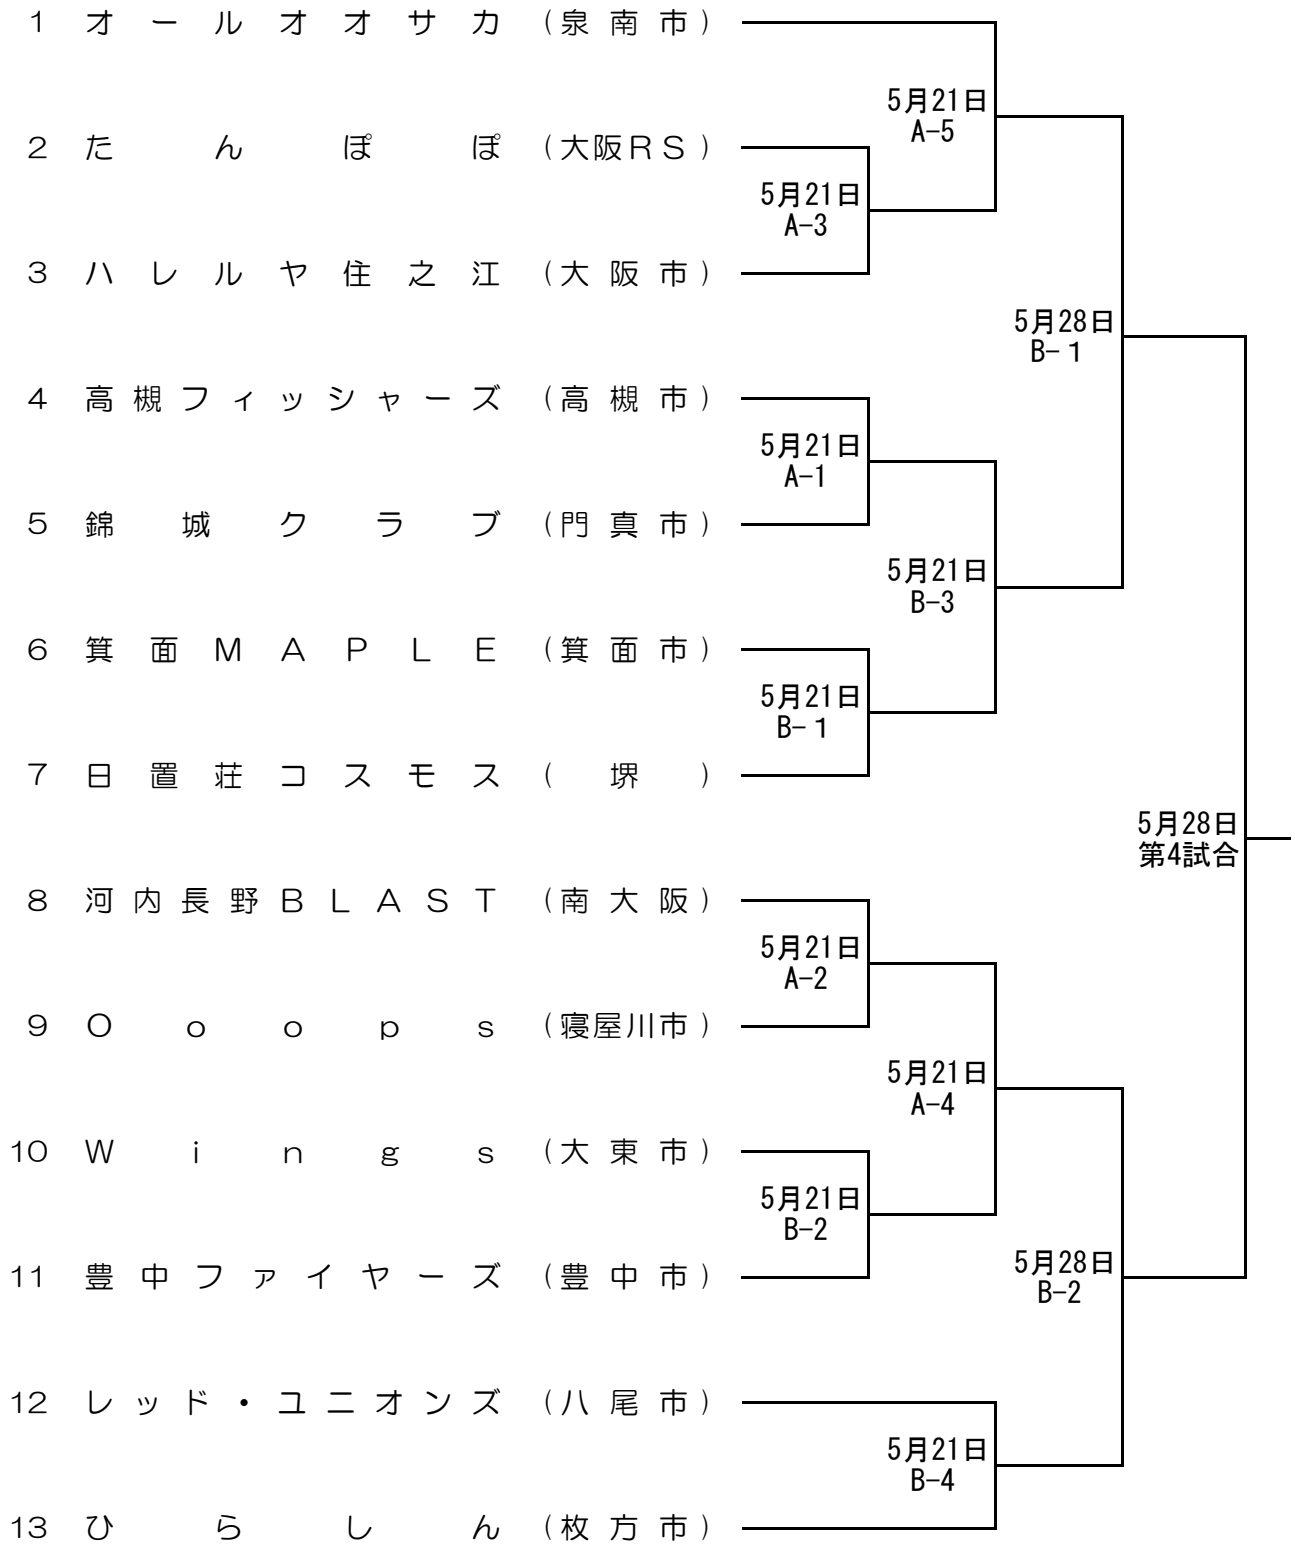 1 オールオオサカ (泉南市)
5月21日
A-5
2 たんぽぽ (大阪RS)
5月21日
A-3
3 ハレルヤ住之江 (大阪市)
5月28日
B-1
4 高槻フィッシャーズ (高槻市)
5月21日
A-1
5 錦城クラブ (門真市)
5月21日
B-3
6 箕面MAPLE (箕面市)
5月21日
B-1
7 日置荘コスモス (堺)
5月28日
第4試合
8 河内長野BLAST (南大阪)
5月21日
A-2
9 Ooops (寝屋川市)
5月21日
A-4
10 Wings (大東市)
5月21日
B-2
11 豊中ファイヤーズ (豊中市)
5月28日
B-2
12 レッド・ユニオンズ (八尾市)
5月21日
B-4
13 ひらしん (枚方市)